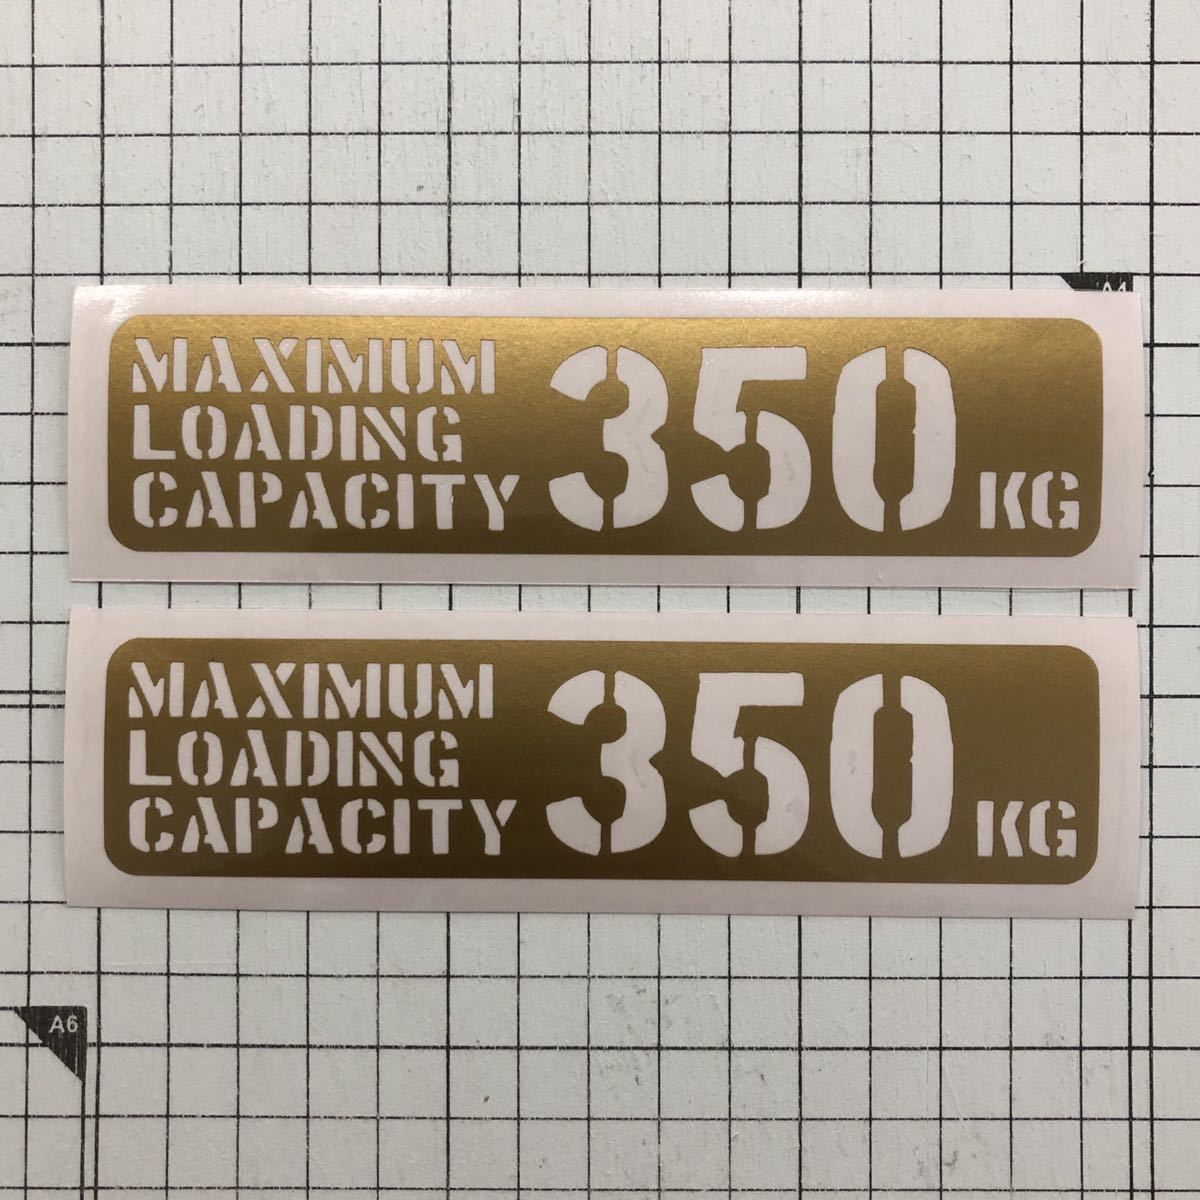 A4
MAXIMUM
LOADING
CAPACITY
350 KG
MAXIMUM
LOADING
CAPACITY
350 KG
A6